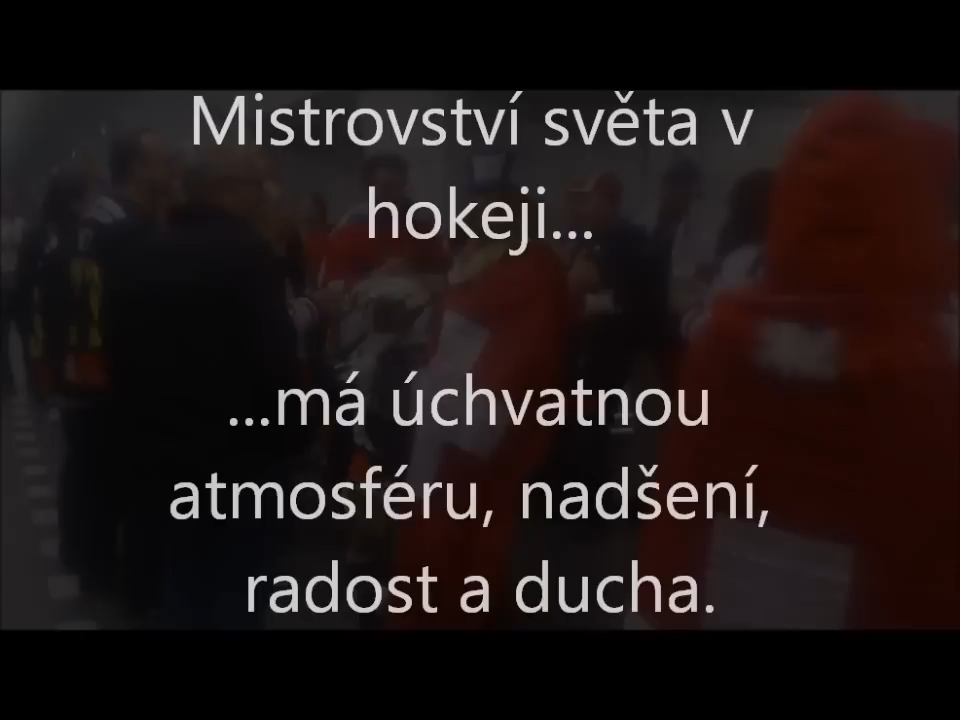 Mistrovství světa v
hokeji...
...má úchvatnou
atmosféru, nadšení,
radost a ducha.